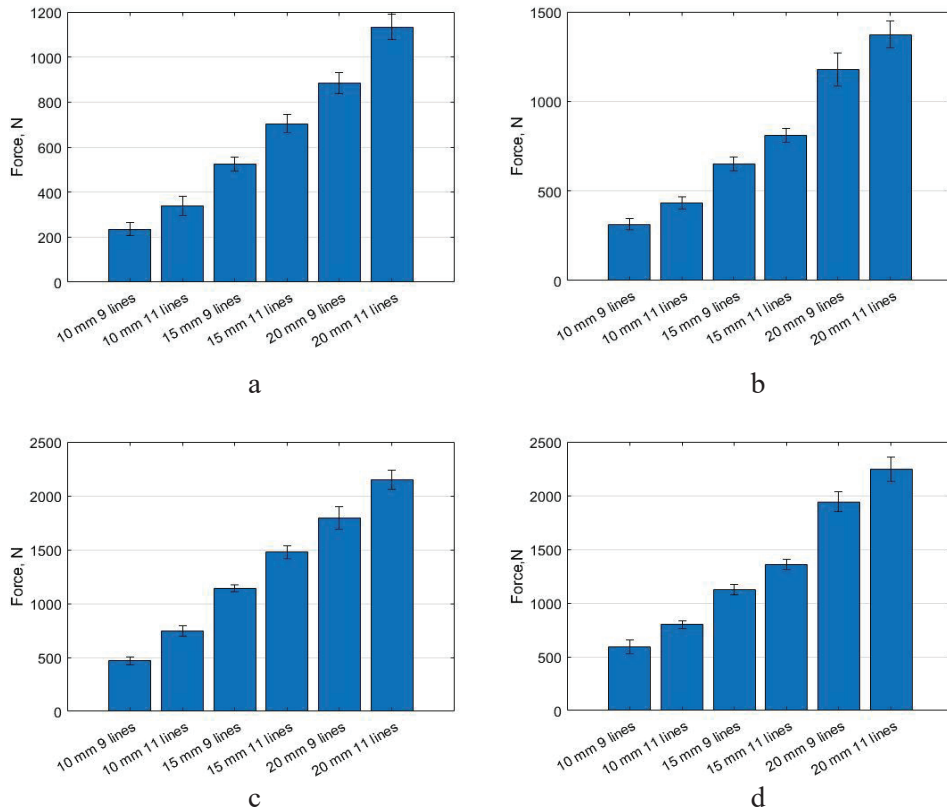 1200
1000
800
600
400
200
0
Force, N
10 mm 9 lines
10 mm 11 lines
15 mm 9 lines
15 mm 11 lines
20 mm 9 lines
20 mm 11 lines
a
1500
1000
500
0
Force, N
10 mm 9 lines
10 mm 11 lines
15 mm 9 lines
15 mm 11 lines
20 mm 9 lines
20 mm 11 lines
b
2500
2000
1500
1000
500
0
Force, N
10 mm 9 lines
10 mm 11 lines
15 mm 9 lines
15 mm 11 lines
20 mm 9 lines
20 mm 11 lines
c
2500
2000
1500
1000
500
0
Force,N
10 mm 9 lines
10 mm 11 lines
15 mm 9 lines
15 mm 11 lines
20 mm 9 lines
20 mm 11 lines
d